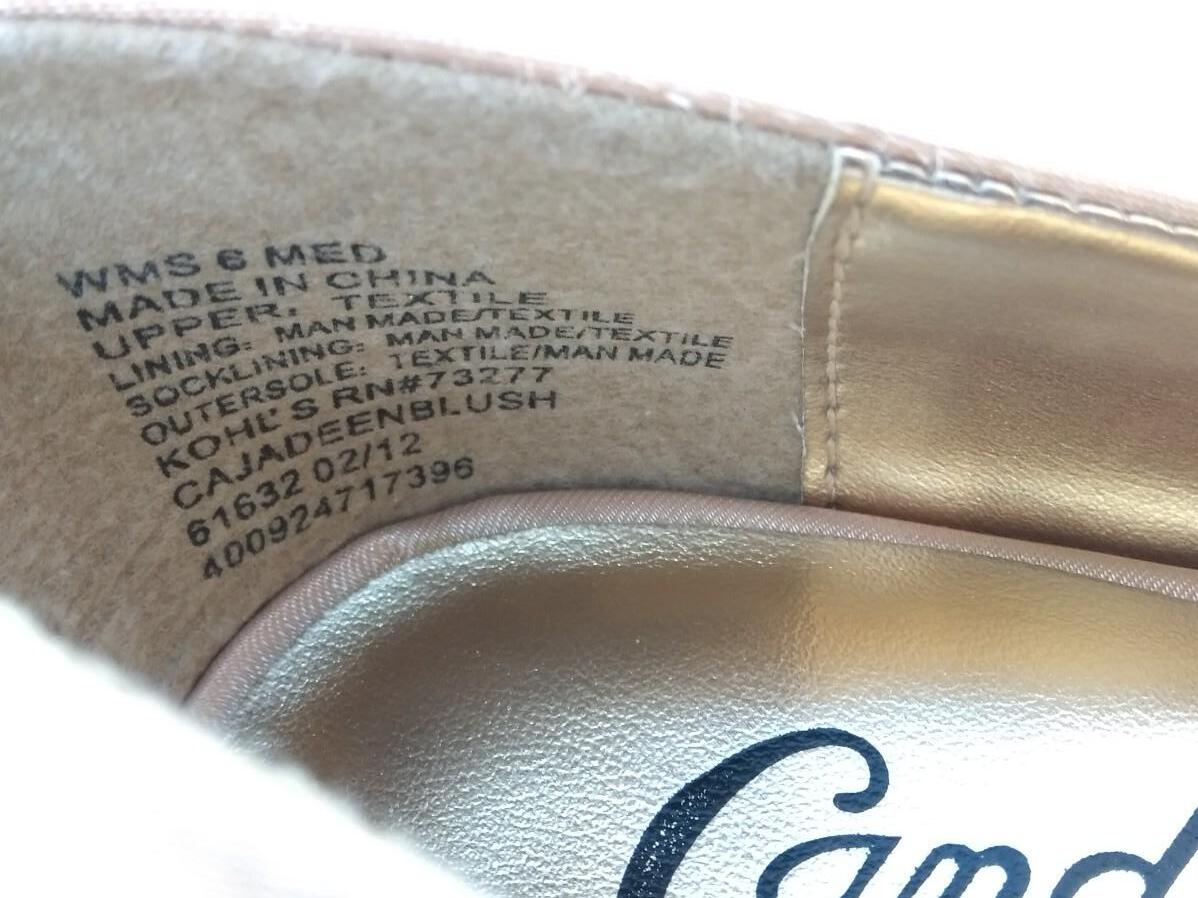 WMS 6 MED
MADE IN CHINA
UPPER: TEXTILE
LINING: MAN MADE/TEXTILE
SOCKLINING: MAN MADE/TEXTILE
OUTERSOLE: TEXTILE/MAN MADE
KOHL'S RN#73277
CAJADEENBLUSH
61632 02/12
400924717396
Cand